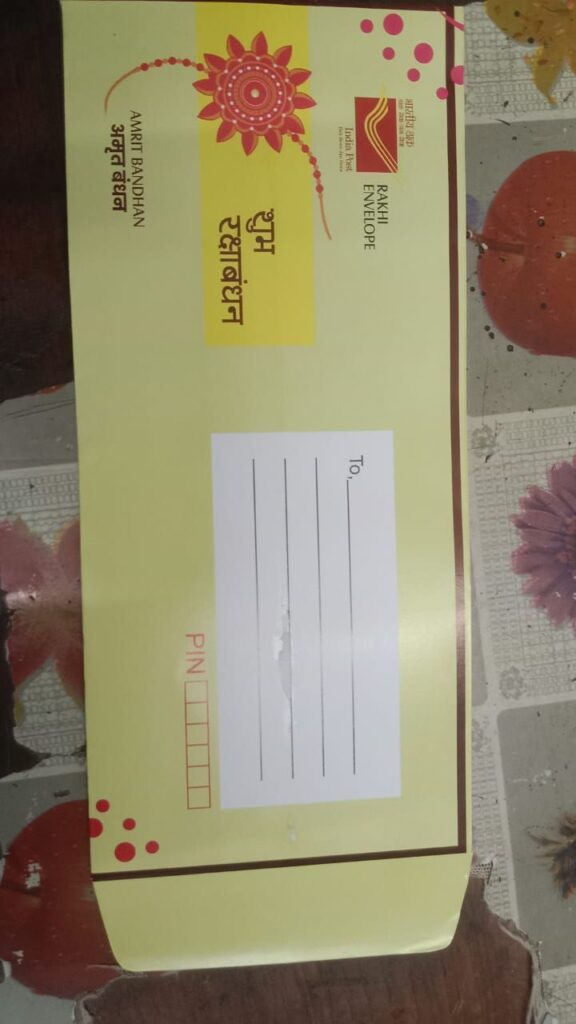 भारतीय डाक
India Post
RAKHI
ENVELOPE
शुभ
रक्षाबंधन
AMRIT BANDHAN
अमृत बंधन
To,
PIN